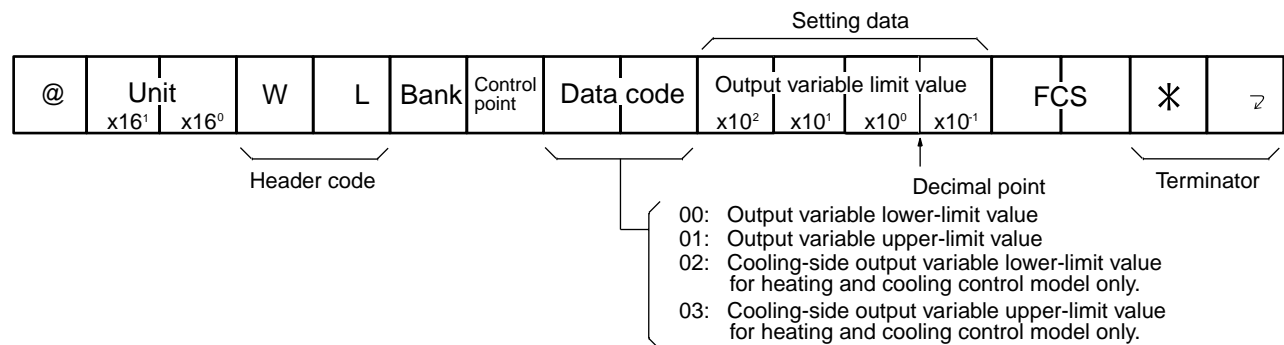 Setting data
@ Unit W L Bank Control point Data code Output variable limit value FCS * ↵
x16¹ x16⁰ x10² x10¹ x10⁰ x10⁻¹
Header code
Decimal point
Terminator
00: Output variable lower-limit value
01: Output variable upper-limit value
02: Cooling-side output variable lower-limit value
for heating and cooling control model only.
03: Cooling-side output variable upper-limit value
for heating and cooling control model only.